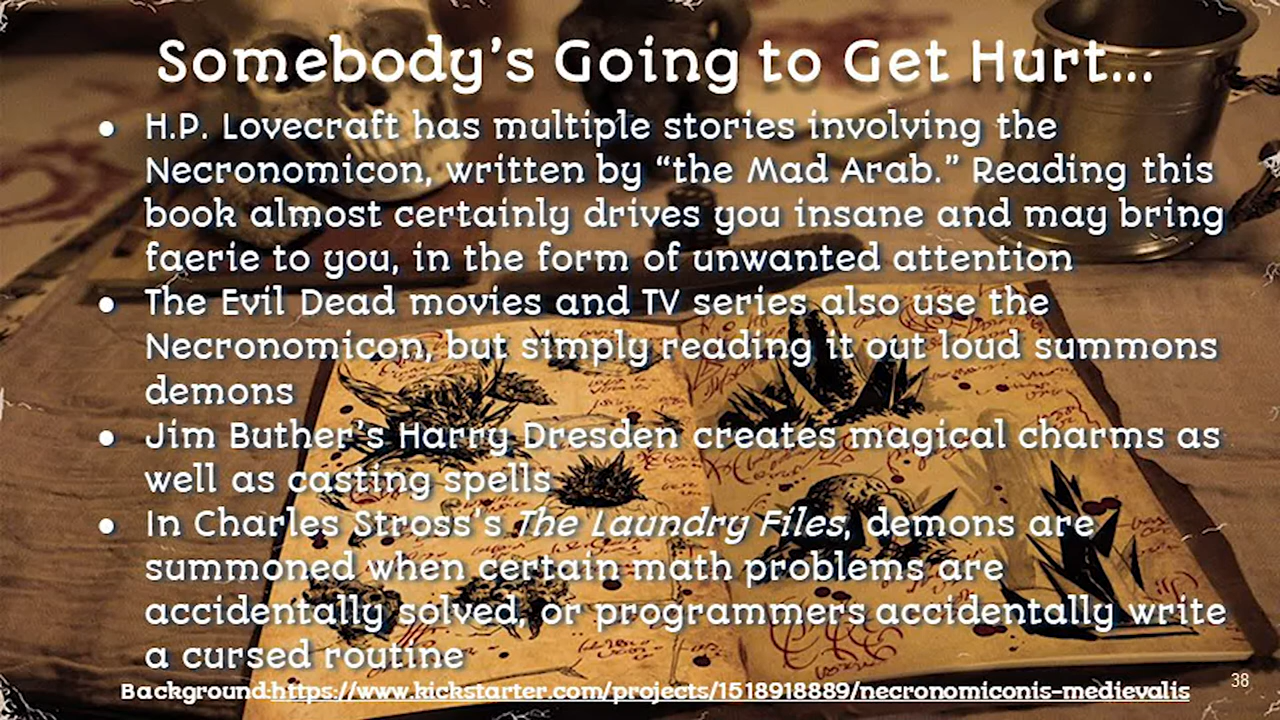 Somebody's Going to Get Hurt...
● H.P. Lovecraft has multiple stories involving the
Necronomicon, written by “the Mad Arab.” Reading this
book almost certainly drives you insane and may bring
faerie to you, in the form of unwanted attention
● The Evil Dead movies and TV series also use the
Necronomicon, but simply reading it out loud summons
demons
● Jim Buther's Harry Dresden creates magical charms as
well as casting spells
● In Charles Stross's The Laundry Files, demons are
summoned when certain math problems are
accidentally solved, or programmers accidentally write
a cursed routine
Background:https://www.kickstarter.com/projects/1518918889/necronomiconis-medievalis
38